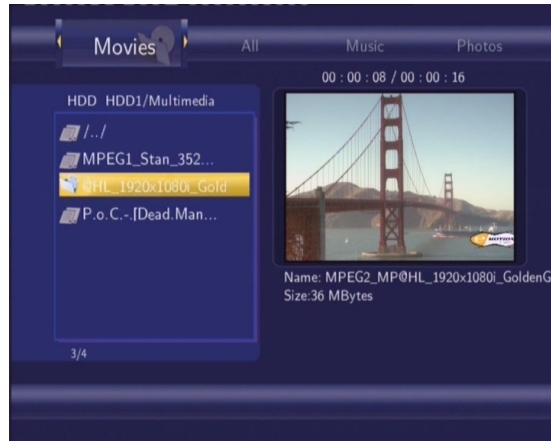 Movies All Music Photos
00 : 00 : 08 / 00 : 00 : 16
HDD HDD1/Multimedia
/../
MPEG1_Stan_352...
@HL_1920x1080i_Gold
P.o.C.-.[Dead.Man...
MOTION
Name: MPEG2_MP@HL_1920x1080i_GoldenG
Size:36 MBytes
3/4